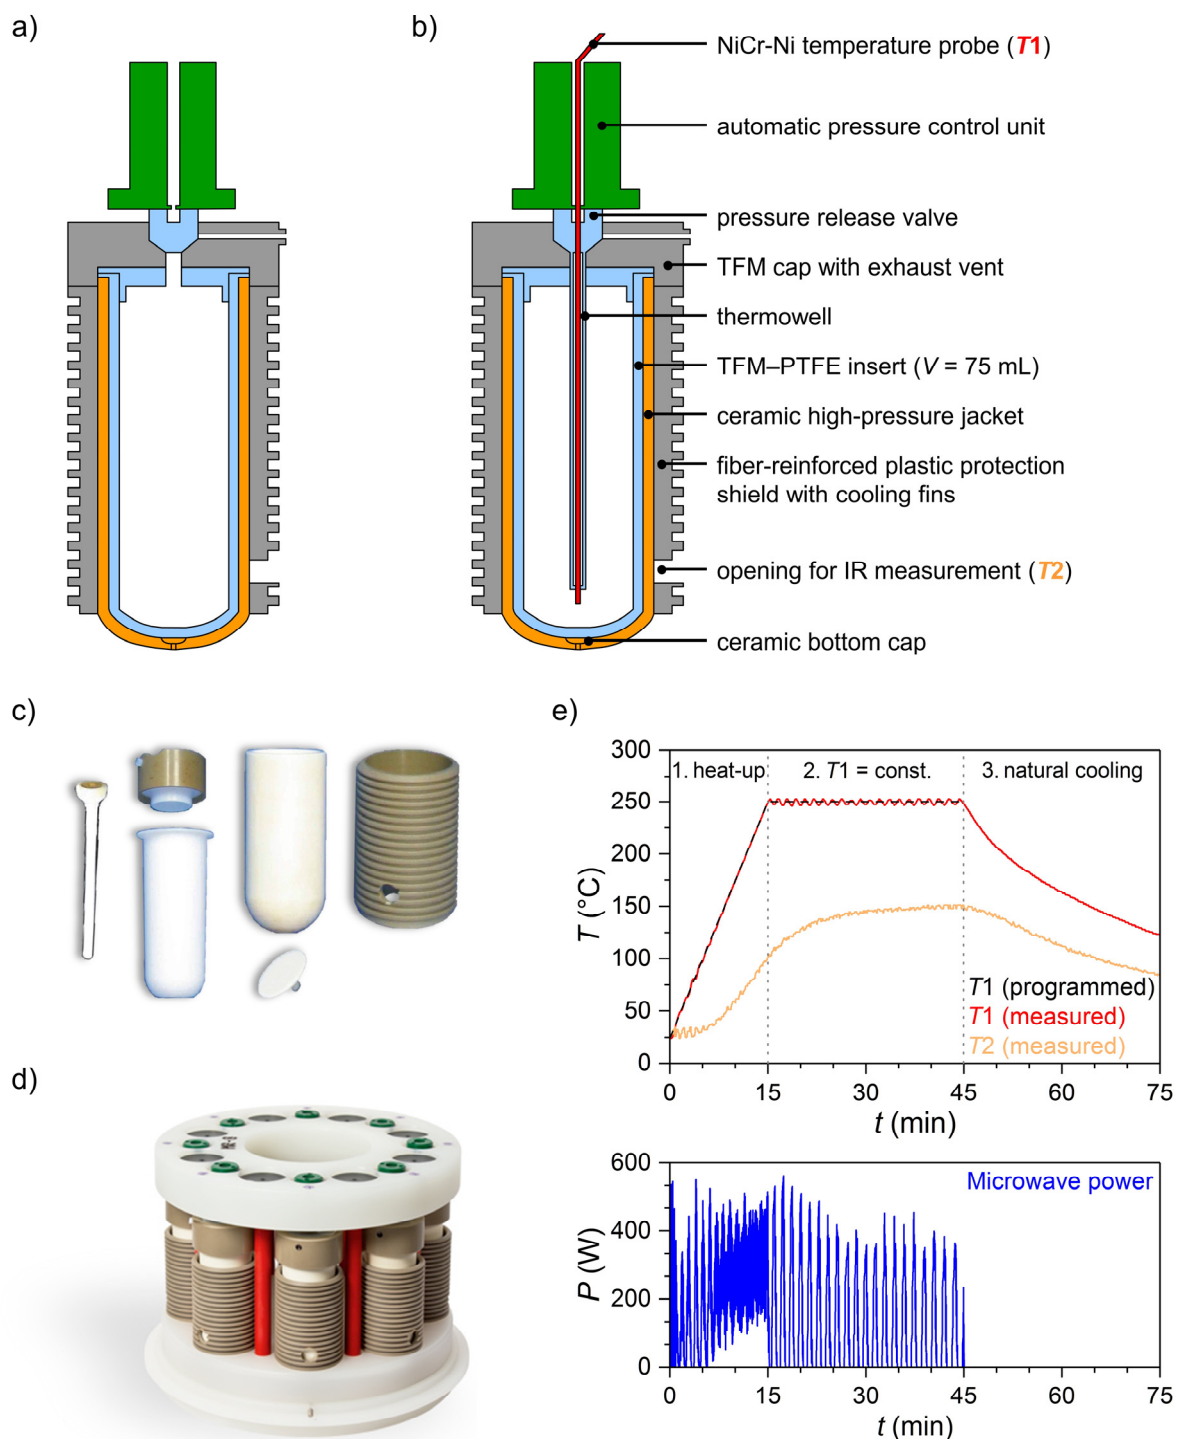 a)
b)
NiCr-Ni temperature probe (T1)
automatic pressure control unit
pressure release valve
TFM cap with exhaust vent
thermowell
TFM–PTFE insert (V = 75 mL)
ceramic high-pressure jacket
fiber-reinforced plastic protection
shield with cooling fins
opening for IR measurement (T2)
ceramic bottom cap
c)
d)
e)
300
250
200
150
100
50
0
T (°C)
1. heat-up
2. T1 = const.
3. natural cooling
T1 (programmed)
T1 (measured)
T2 (measured)
0
15
30
45
60
75
t (min)
600
400
200
0
P (W)
Microwave power
0
15
30
45
60
75
t (min)